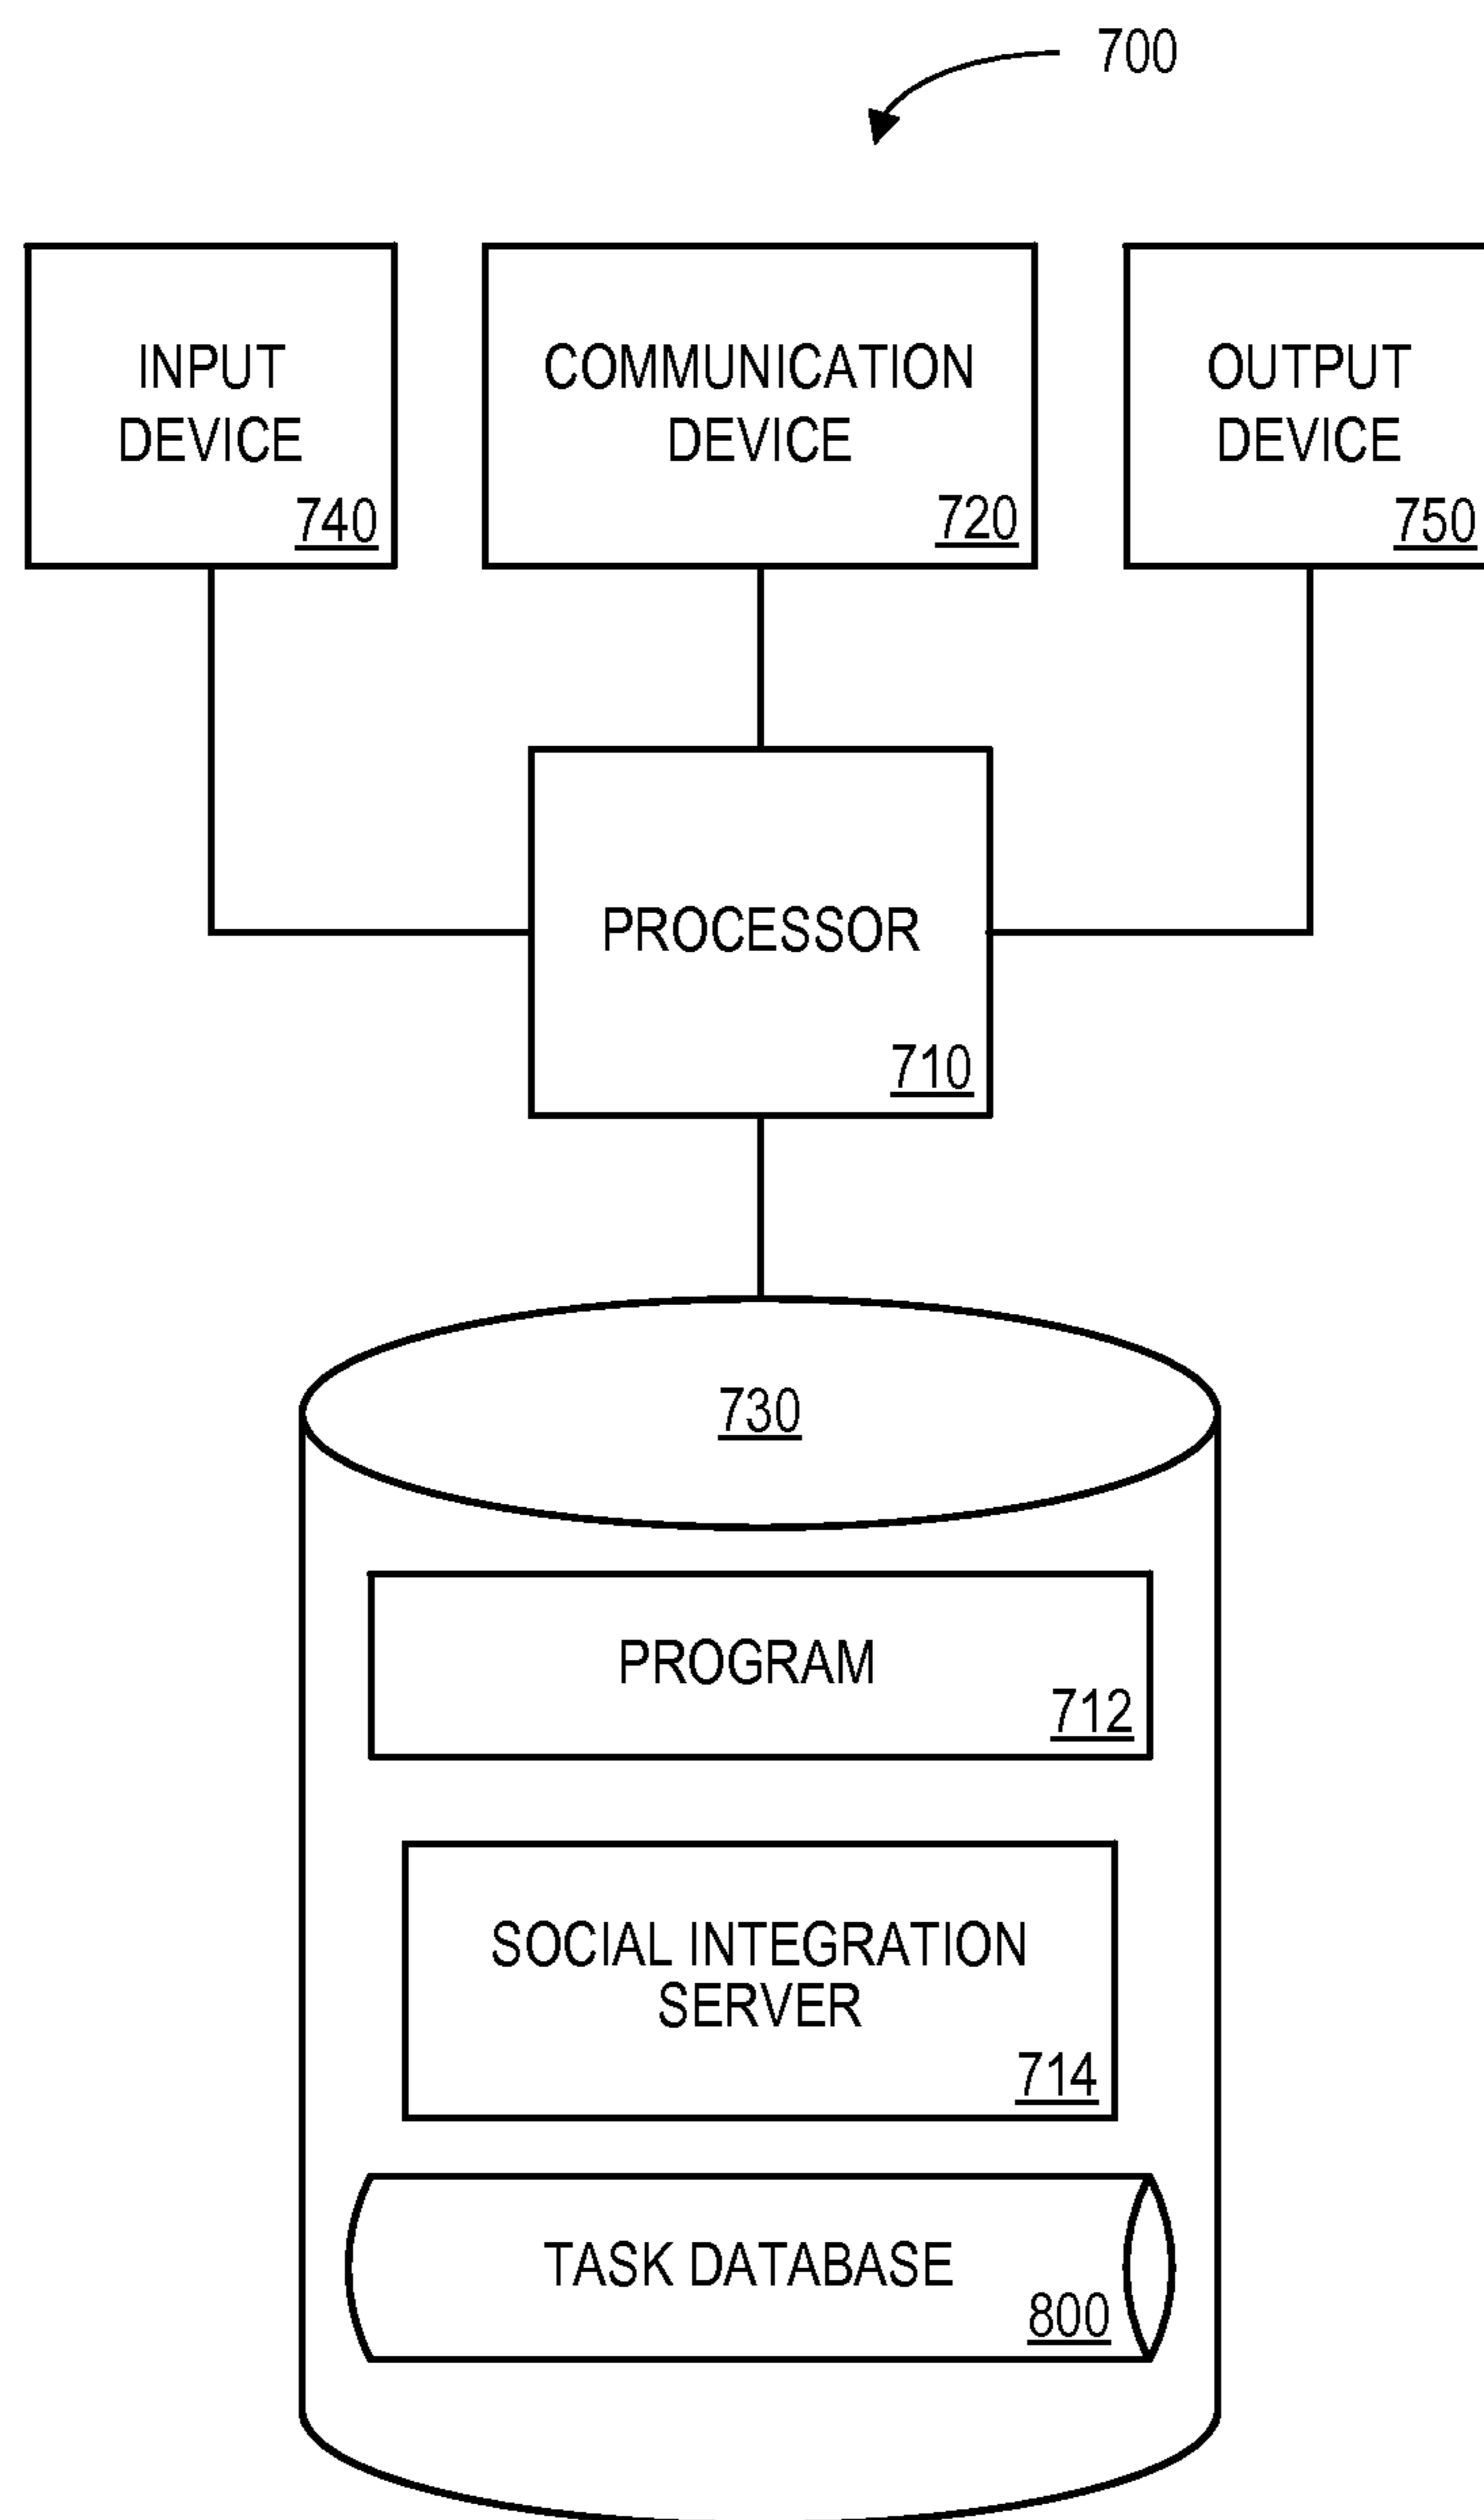 700
INPUT
DEVICE
740
COMMUNICATION
DEVICE
720
OUTPUT
DEVICE
750
PROCESSOR
710
730
PROGRAM
712
SOCIAL INTEGRATION
SERVER
714
TASK DATABASE
800